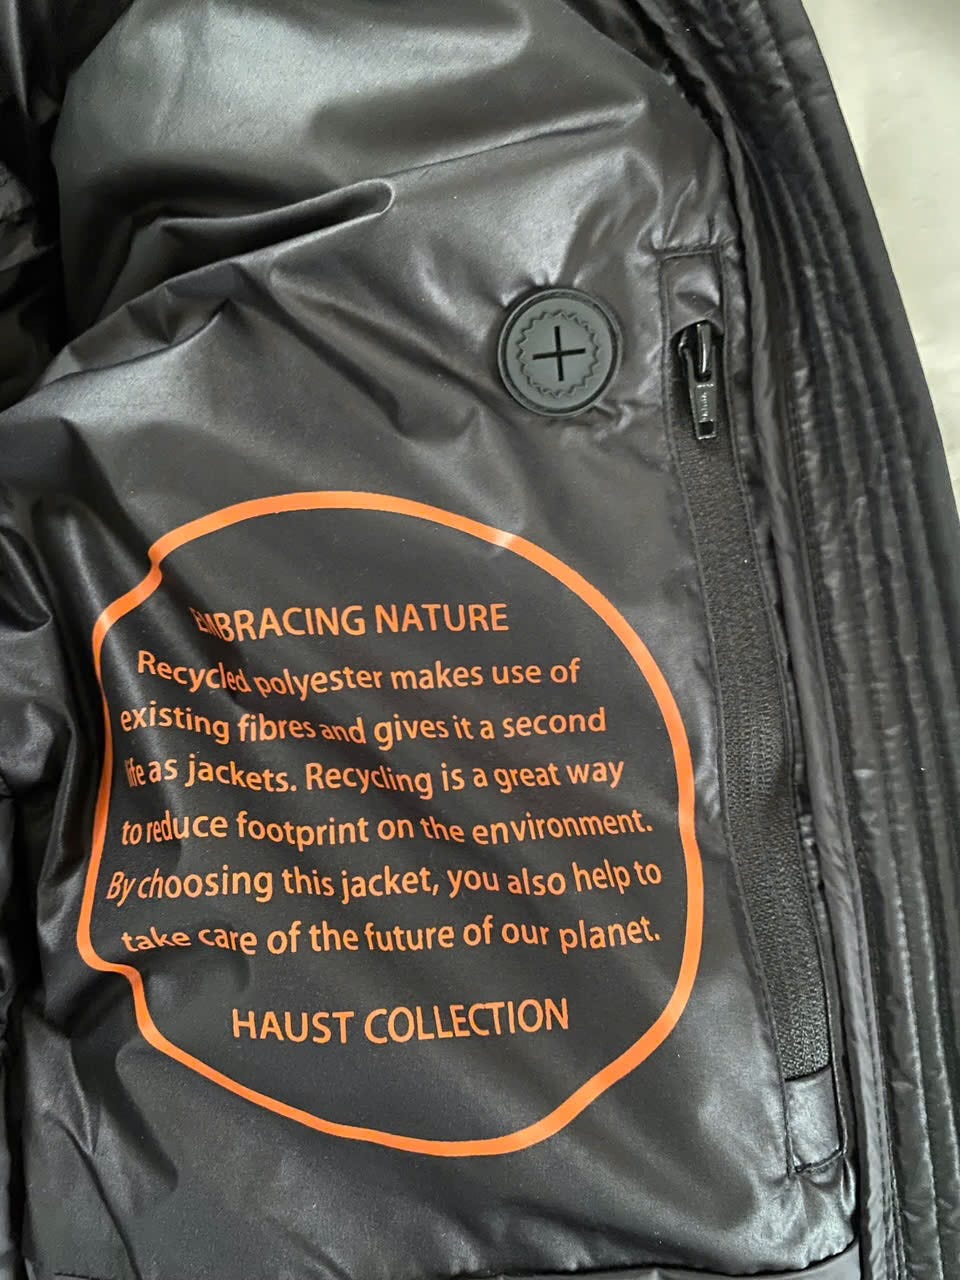 EMBRACING NATURE
Recycled polyester makes use of
existing fibres and gives it a second
life as jackets. Recycling is a great way
to reduce footprint on the environment.
By choosing this jacket, you also help to
take care of the future of our planet.
HAUST COLLECTION